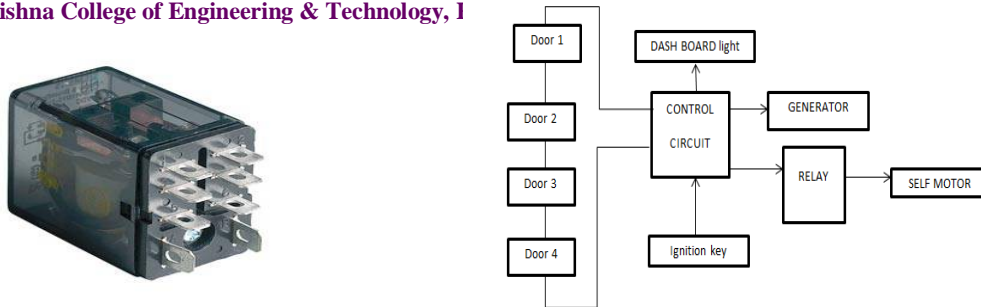 ishna College of Engineering & Technology,
Door 1
Door 2
Door 3
Door 4
DASH BOARD light
CONTROL
CIRCUIT
GENERATOR
RELAY
SELF MOTOR
Ignition key